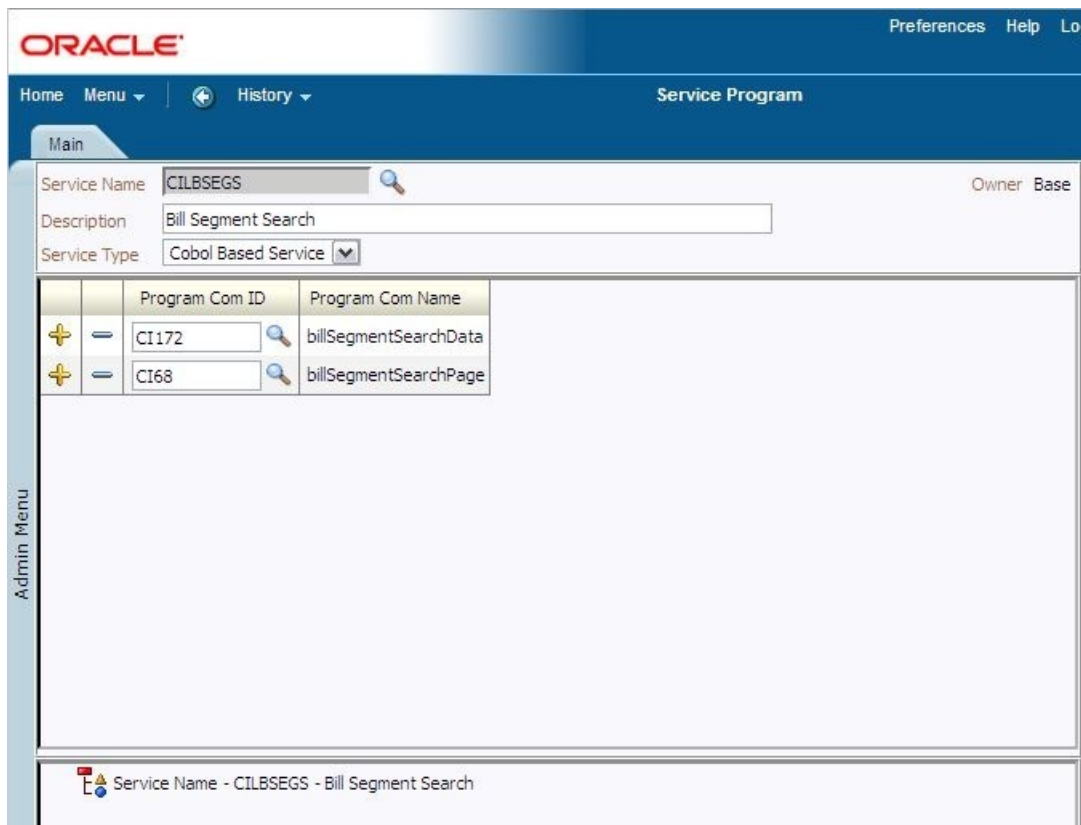 Preferences Help Lo
ORACLE
Home Menu History Service Program
Main
Service Name CILBSEGS Owner Base
Description Bill Segment Search
Service Type Cobol Based Service
Program Com ID Program Com Name
CI172 billSegmentSearchData
CI68 billSegmentSearchPage
Admin Menu
Service Name - CILBSEGS - Bill Segment Search